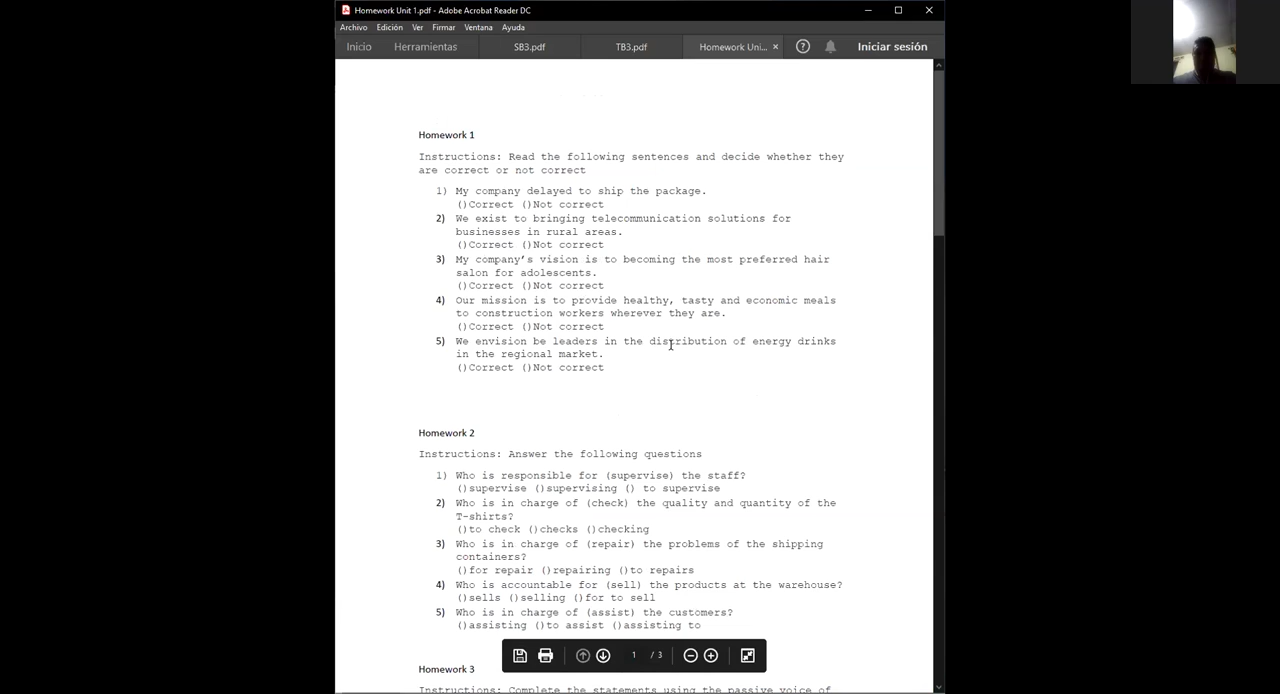 Homework Unit 1.pdf - Adobe Acrobat Reader DC
Archivo Edición Ver Firmar Ventana Ayuda
Inicio Herramientas SB3.pdf TB3.pdf Homework Uni... × ? Iniciar sesión
Homework 1
Instructions: Read the following sentences and decide whether they
are correct or not correct
1) My company delayed to ship the package.
()Correct ()Not correct
2) We exist to bringing telecommunication solutions for
businesses in rural areas.
()Correct ()Not correct
3) My company's vision is to becoming the most preferred hair
salon for adolescents.
()Correct ()Not correct
4) Our mission is to provide healthy, tasty and economic meals
to construction workers wherever they are.
()Correct ()Not correct
5) We envision be leaders in the distribution of energy drinks
in the regional market.
()Correct ()Not correct
Homework 2
Instructions: Answer the following questions
1) Who is responsible for (supervise) the staff?
()supervise ()supervising () to supervise
2) Who is in charge of (check) the quality and quantity of the
T-shirts?
()to check ()checks ()checking
3) Who is in charge of (repair) the problems of the shipping
containers?
()for repair ()repairing ()to repairs
4) Who is accountable for (sell) the products at the warehouse?
()sells ()selling ()for to sell
5) Who is in charge of (assist) the customers?
()assisting ()to assist ()assisting to
1 / 3
Homework 3
Instructions: Complete the statements using the passive voice of